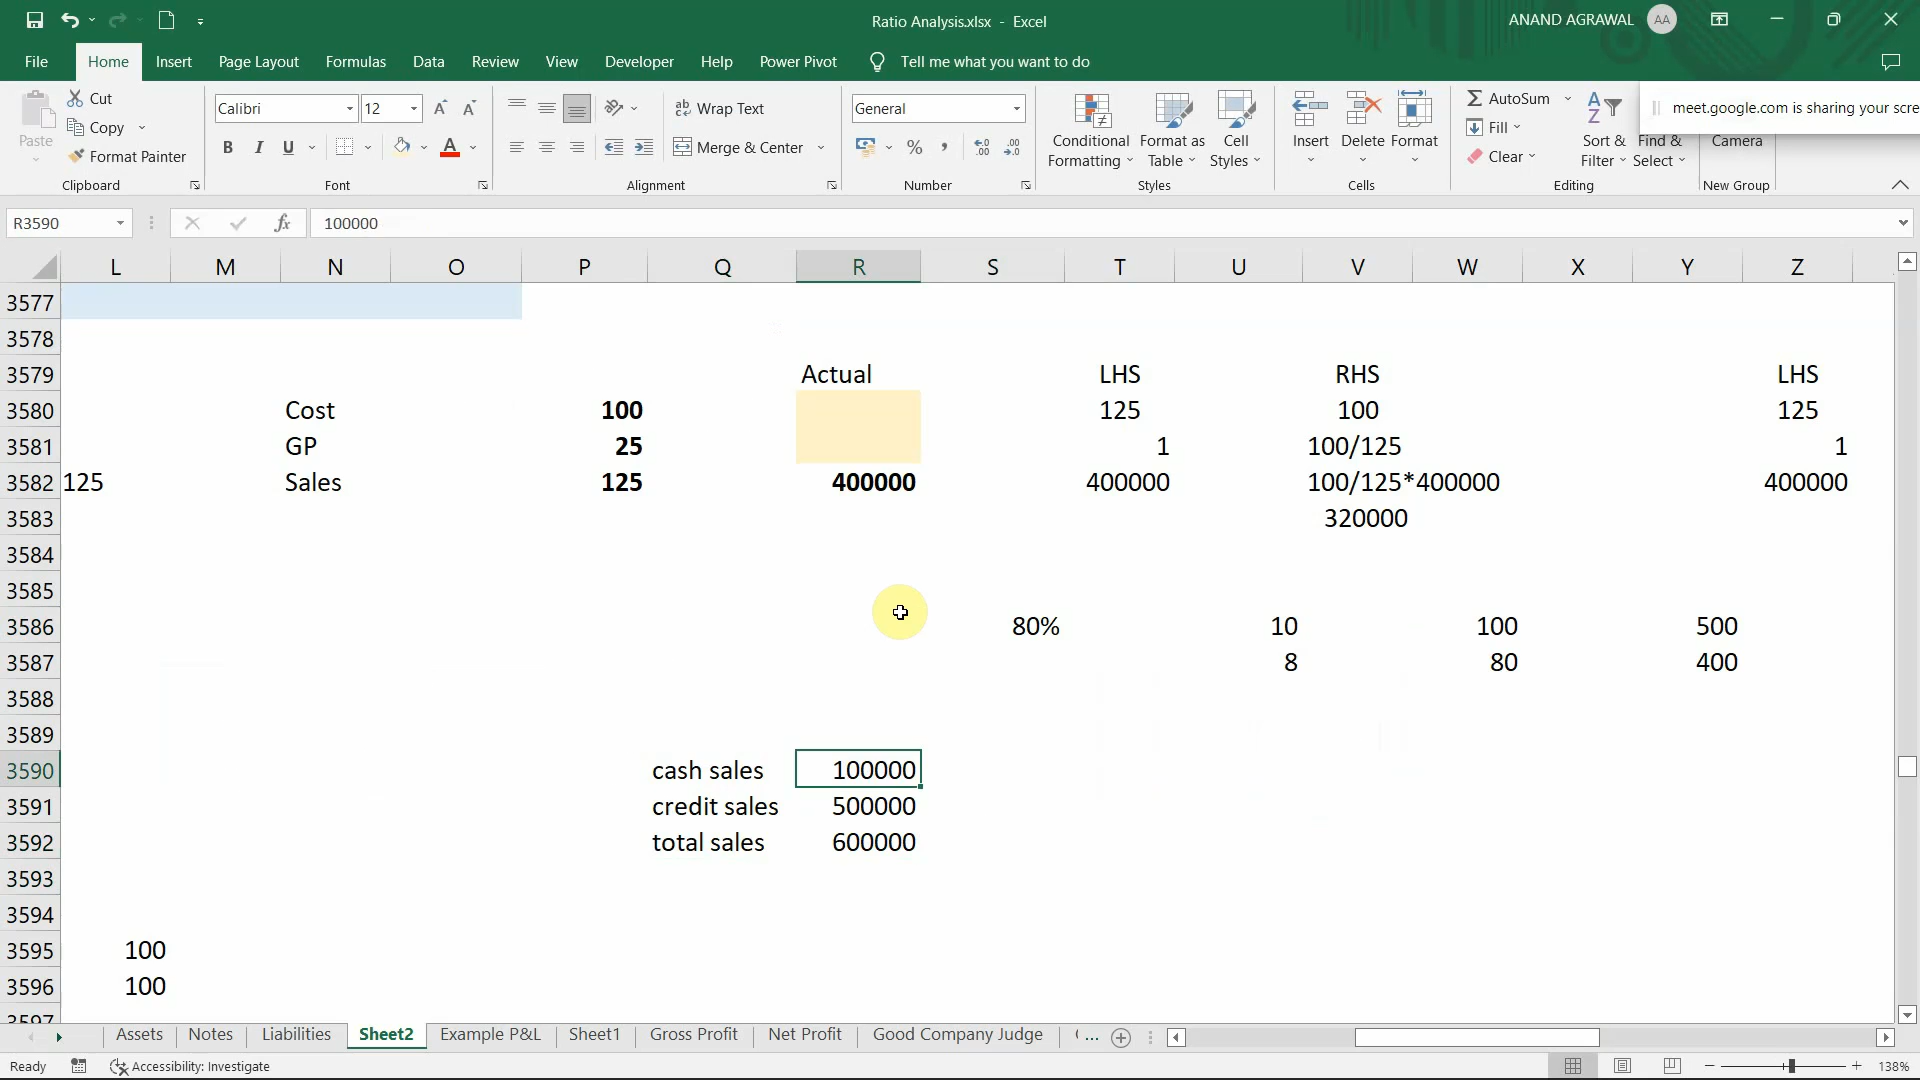 Ratio Analysis.xlsx - Excel
ANAND AGRAWAL AA
File Home Insert Page Layout Formulas Data Review View Developer Help Power Pivot Tell me what you want to do
Paste
Cut
Copy
Format Painter
Clipboard
Calibri 12
B I U
Font
Wrap Text
Merge & Center
Alignment
General
Number
Conditional Formatting
Format as Table
Cell Styles
Styles
Insert
Delete
Format
Cells
AutoSum
Fill
Clear
Sort & Filter
Find & Select
Editing
Camera
New Group
meet.google.com is sharing your scre
R3590 fx 100000
L M N O P Q R S T U V W X Y Z
3577
3578
3579 Actual LHS RHS LHS
3580 Cost 100 125 100 125
3581 GP 25 1 100/125 1
3582 125 Sales 125 400000 400000 100/125*400000 400000
3583 320000
3584
3585
3586 80% 10 100 500
3587 8 80 400
3588
3589
3590 cash sales 100000
3591 credit sales 500000
3592 total sales 600000
3593
3594
3595 100
3596 100
3597
Assets Notes Liabilities Sheet2 Example P&L Sheet1 Gross Profit Net Profit Good Company Judge ...
Ready Accessibility: Investigate 138%